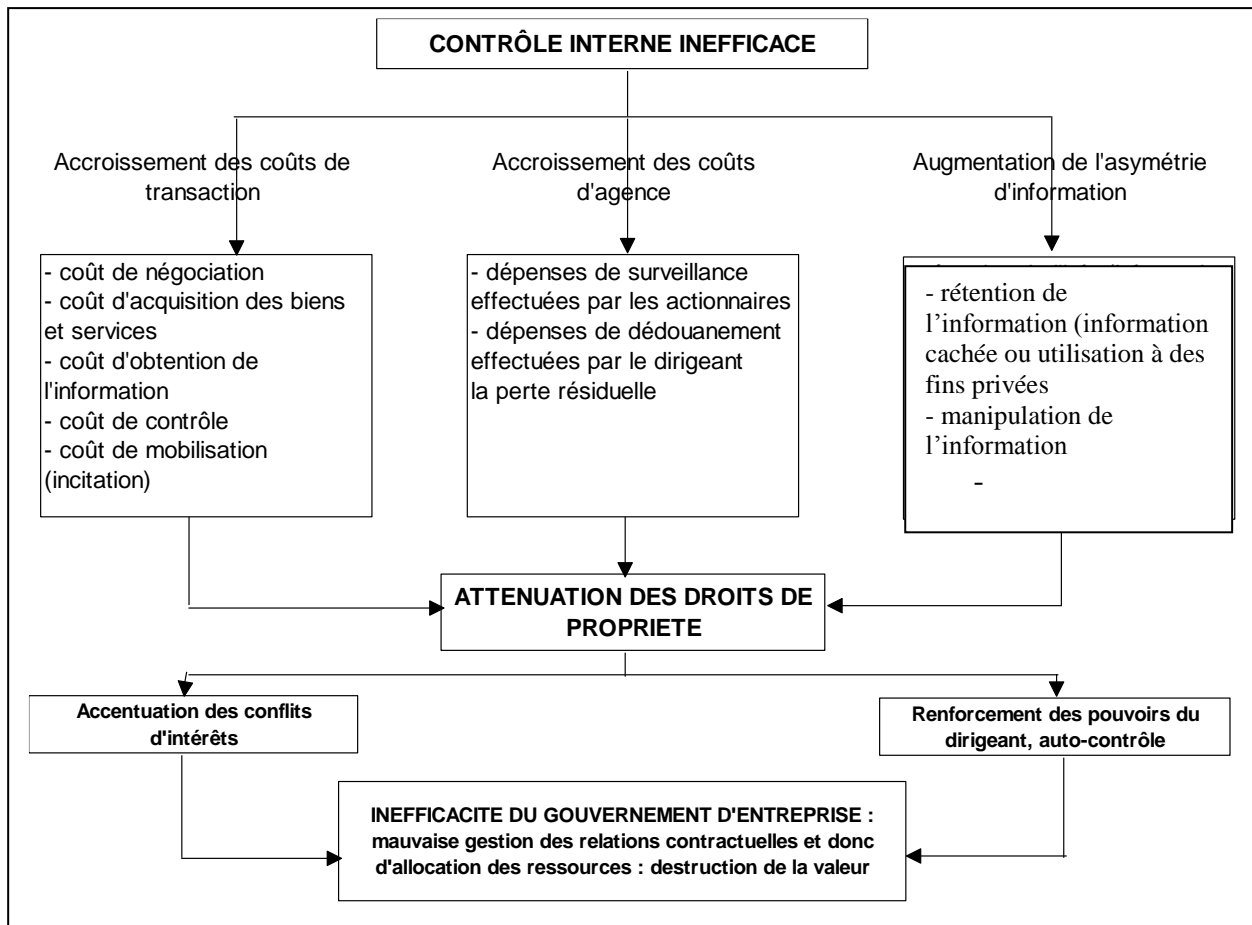 CONTRÔLE INTERNE INEFFICACE
Accroissement des coûts de
transaction
Accroissement des coûts
d'agence
Augmentation de l'asymétrie
d'information
- coût de négociation
- coût d'acquisition des biens
et services
- coût d'obtention de
l'information
- coût de contrôle
- coût de mobilisation
(incitation)
- dépenses de surveillance
effectuées par les actionnaires
- dépenses de dédouanement
effectuées par le dirigeant
la perte résiduelle
- rétention de
l’information (information
cachée ou utilisation à des
fins privées
- manipulation de
l’information
-
ATTENUATION DES DROITS DE
PROPRIETE
Accentuation des conflits
d'intérêts
Renforcement des pouvoirs du
dirigeant, auto-contrôle
INEFFICACITE DU GOUVERNEMENT D'ENTREPRISE :
mauvaise gestion des relations contractuelles et donc
d'allocation des ressources : destruction de la valeur